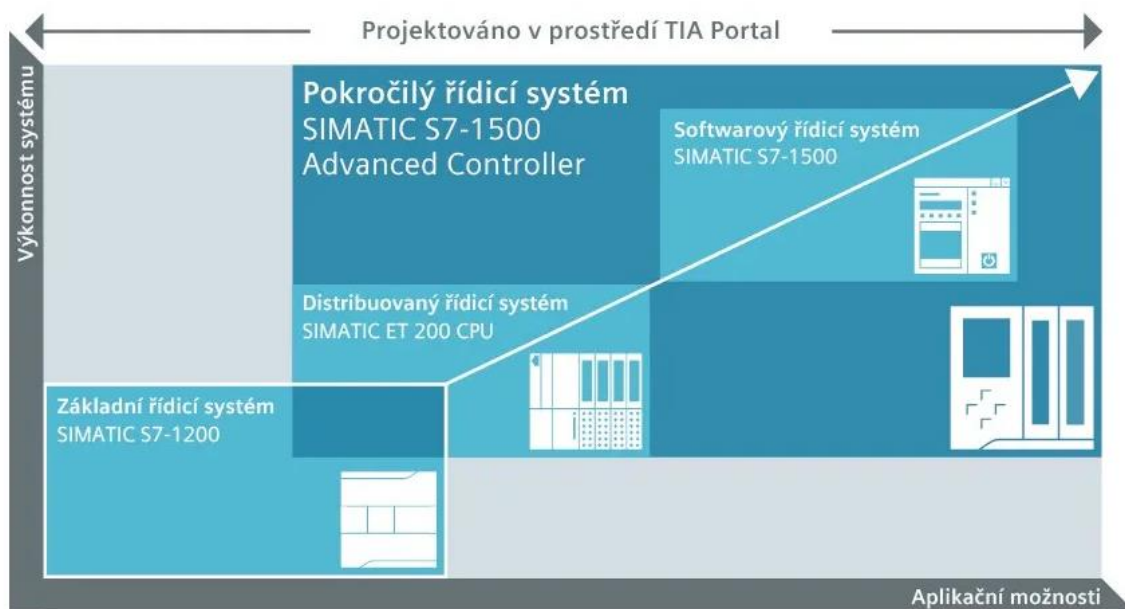 Projektováno v prostředí TIA Portal
Výkonnost systému
Pokročilý řídicí systém
SIMATIC S7-1500
Advanced Controller
Softwarový řídicí systém
SIMATIC S7-1500
Distribuovaný řídicí systém
SIMATIC ET 200 CPU
Základní řídicí systém
SIMATIC S7-1200
Aplikační možnosti